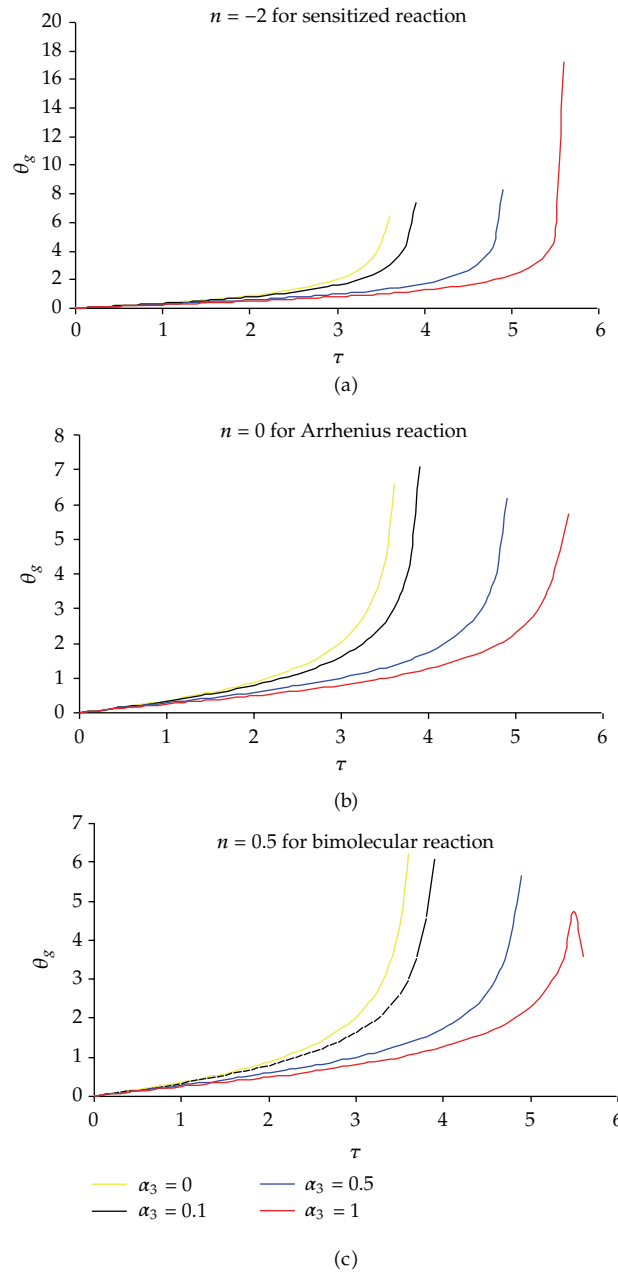 n = −2 for sensitized reaction
20
18
16
14
12
10
8
6
4
2
0
θg
0 1 2 3 4 5 6
τ
(a)
n = 0 for Arrhenius reaction
8
7
6
5
4
3
2
1
0
θg
0 1 2 3 4 5 6
τ
(b)
n = 0.5 for bimolecular reaction
7
6
5
4
3
2
1
0
θg
0 1 2 3 4 5 6
τ
α3 = 0 α3 = 0.5
α3 = 0.1 α3 = 1
(c)